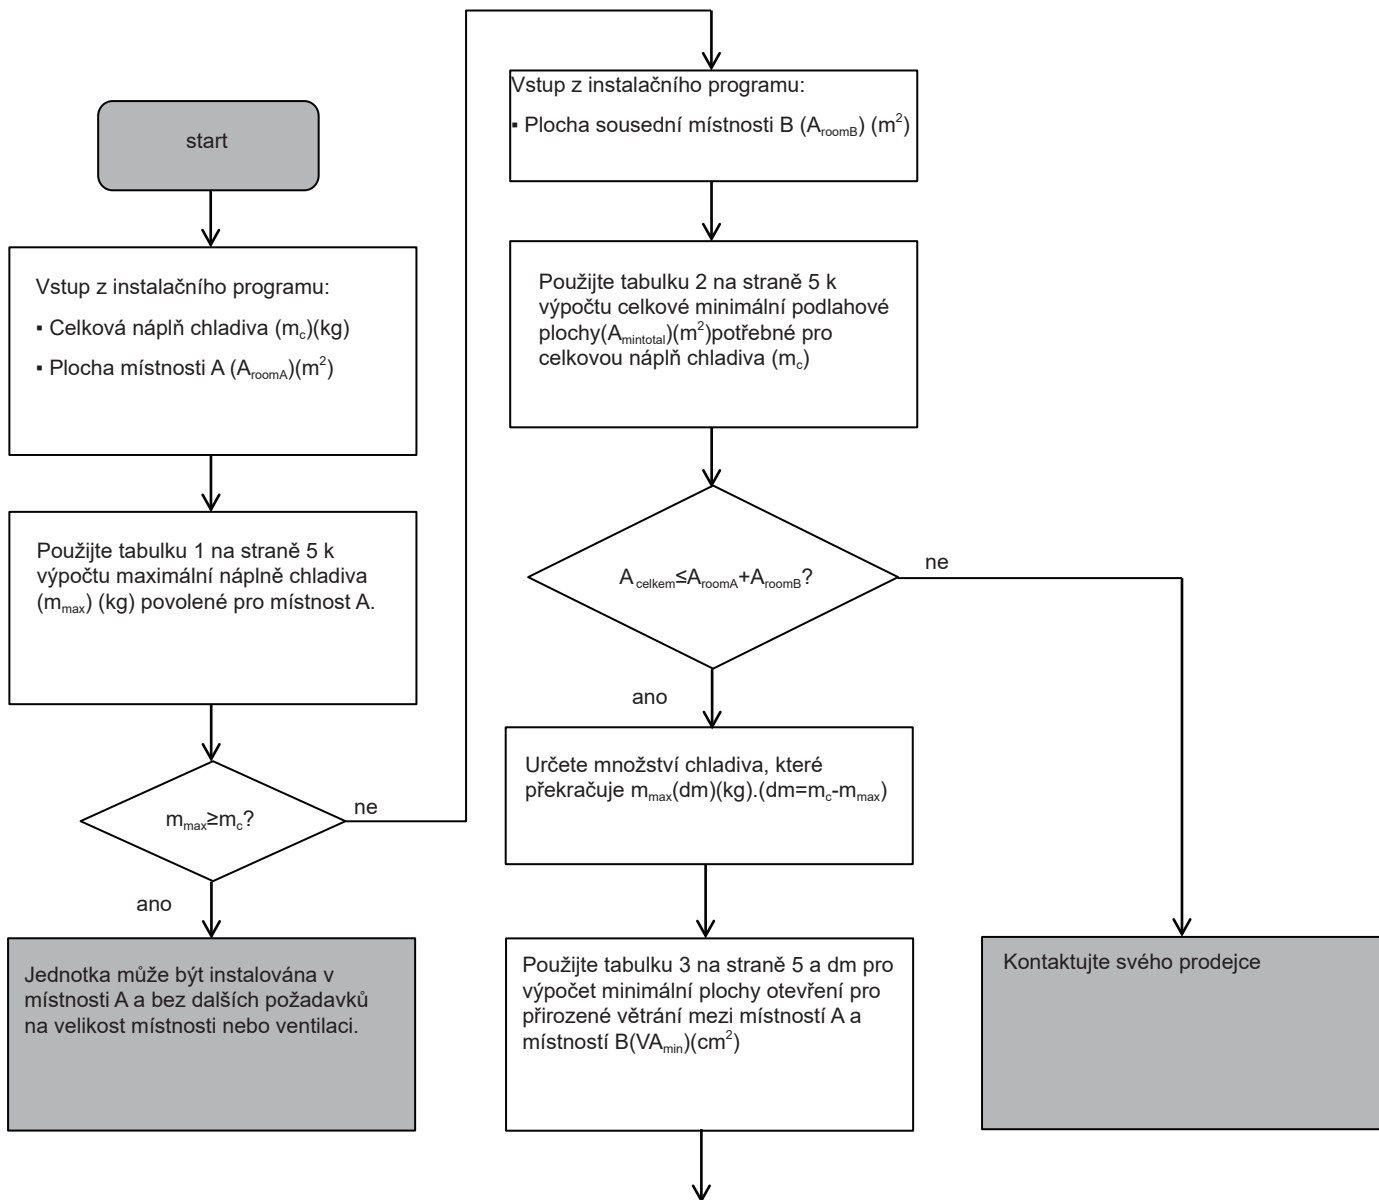 start
Vstup z instalačního programu:
▪ Celková náplň chladiva (mc)(kg)
▪ Plocha místnosti A (AroomA)(m²)
Použijte tabulku 1 na straně 5 k
výpočtu maximální náplně chladiva
(mmax) (kg) povolené pro místnost A.
mmax≥mc?
ne
ano
Jednotka může být instalována v
místnosti A a bez dalších požadavků
na velikost místnosti nebo ventilaci.
Vstup z instalačního programu:
▪ Plocha sousední místnosti B (AroomB) (m²)
Použijte tabulku 2 na straně 5 k
výpočtu celkové minimální podlahové
plochy(Amintotal)(m²)potřebné pro
celkovou náplň chladiva (mc)
A celkem≤AroomA+AroomB?
ne
ano
Určete množství chladiva, které
překračuje mmax(dm)(kg).(dm=mc-mmax)
Použijte tabulku 3 na straně 5 a dm pro
výpočet minimální plochy otevření pro
přirozené větrání mezi místností A a
místností B(VAmin)(cm²)
Kontaktujte svého prodejce